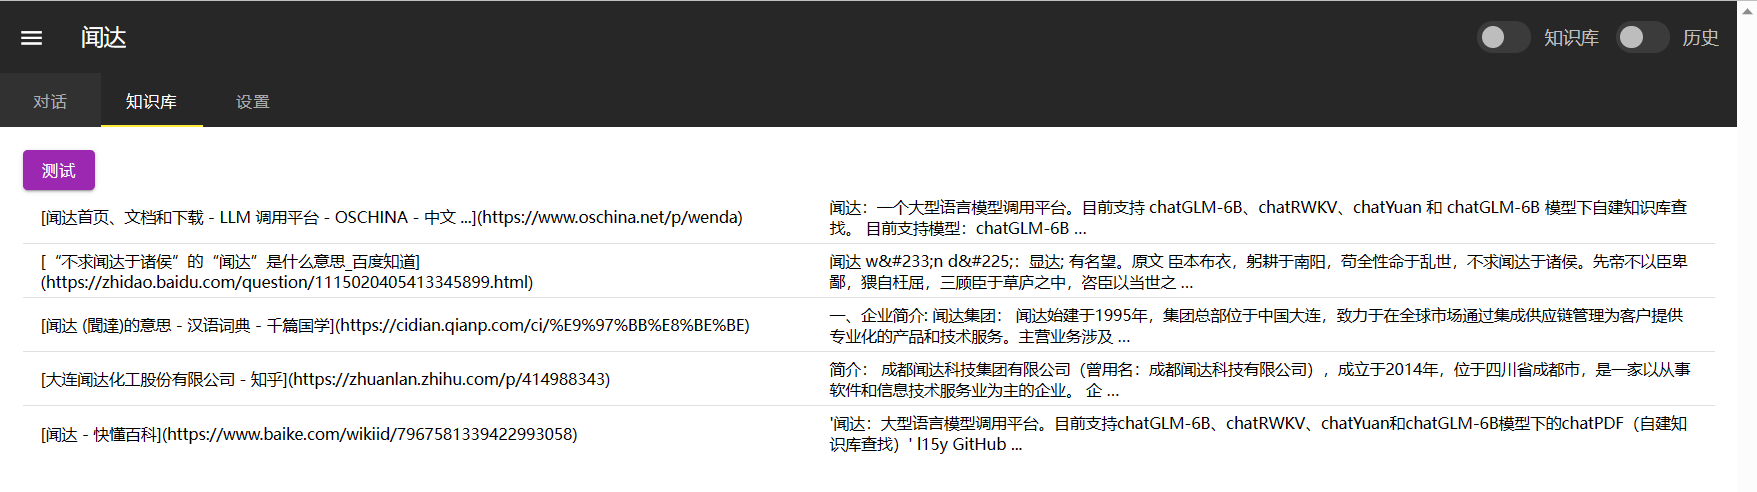 闻达
知识库
历史
对话
知识库
设置
测试
[闻达首页、文档和下载 - LLM 调用平台 - OSCHINA - 中文 ...](https://www.oschina.net/p/wenda)
闻达：一个大型语言模型调用平台。目前支持 chatGLM-6B、chatRWKV、chatYuan 和 chatGLM-6B 模型下自建知识库查
找。 目前支持模型：chatGLM-6B ...
[“不求闻达于诸侯”的“闻达”是什么意思_百度知道]
(https://zhidao.baidu.com/question/1115020405413345899.html)
闻达 w&#233;n d&#225;：显达; 有名望。原文 臣本布衣，躬耕于南阳，苟全性命于乱世，不求闻达于诸侯。先帝不以臣卑
鄙，猥自枉屈，三顾臣于草庐之中，咨臣以当世之 ...
[闻达 (聞達)的意思 - 汉语词典 - 千篇国学](https://cidian.qianp.com/ci/%E9%97%BB%E8%BE%BE)
一、企业简介: 闻达集团： 闻达始建于1995年，集团总部位于中国大连，致力于在全球市场通过集成供应链管理为客户提供
专业化的产品和技术服务。主营业务涉及 ...
[大连闻达化工股份有限公司 - 知乎](https://zhuanlan.zhihu.com/p/414988343)
简介： 成都闻达科技集团有限公司（曾用名：成都闻达科技有限公司），成立于2014年，位于四川省成都市，是一家以从事
软件和信息技术服务业为主的企业。 企 ...
[闻达 - 快懂百科](https://www.baike.com/wikiid/7967581339422993058)
'闻达：大型语言模型调用平台。目前支持chatGLM-6B、chatRWKV、chatYuan和chatGLM-6B模型下的chatPDF（自建知
识库查找）' l15y GitHub ...